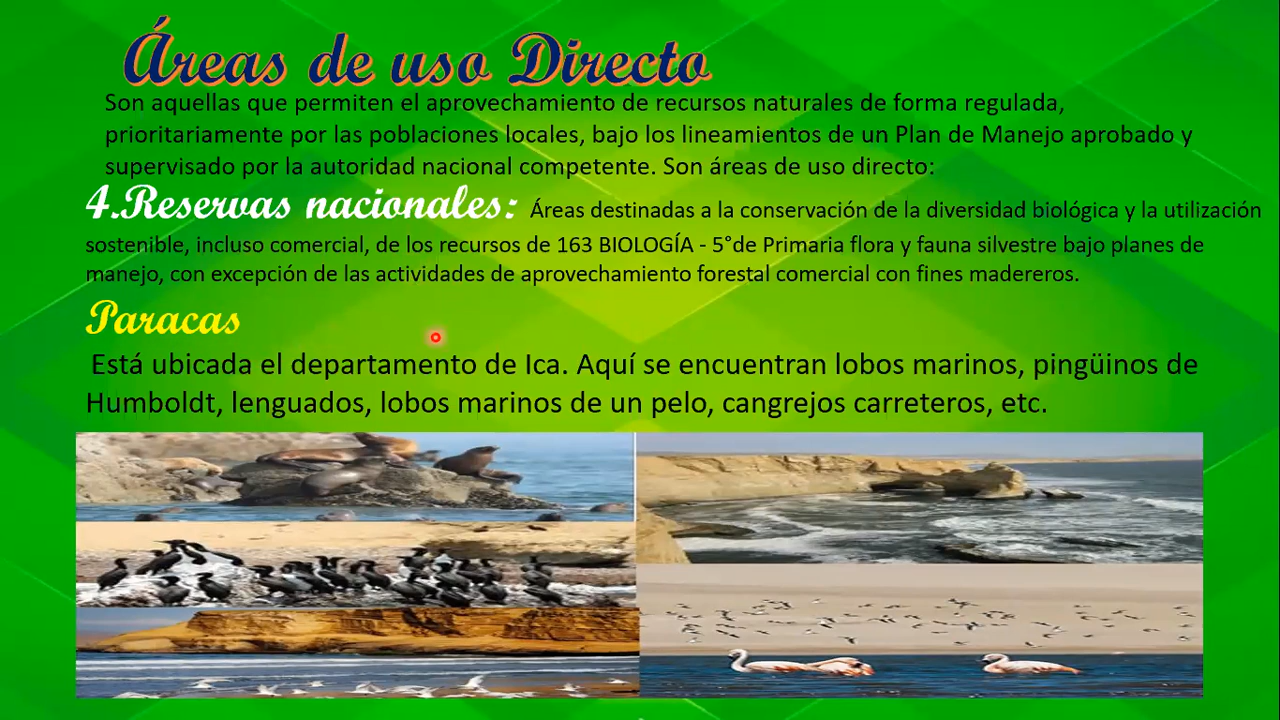 Áreas de uso Directo
Son aquellas que permiten el aprovechamiento de recursos naturales de forma regulada,
prioritariamente por las poblaciones locales, bajo los lineamientos de un Plan de Manejo aprobado y
supervisado por la autoridad nacional competente. Son áreas de uso directo:
4.Reservas nacionales: Áreas destinadas a la conservación de la diversidad biológica y la utilización
sostenible, incluso comercial, de los recursos de 163 BIOLOGÍA - 5°de Primaria flora y fauna silvestre bajo planes de
manejo, con excepción de las actividades de aprovechamiento forestal comercial con fines madereros.
Paracas
Está ubicada el departamento de Ica. Aquí se encuentran lobos marinos, pingüinos de
Humboldt, lenguados, lobos marinos de un pelo, cangrejos carreteros, etc.